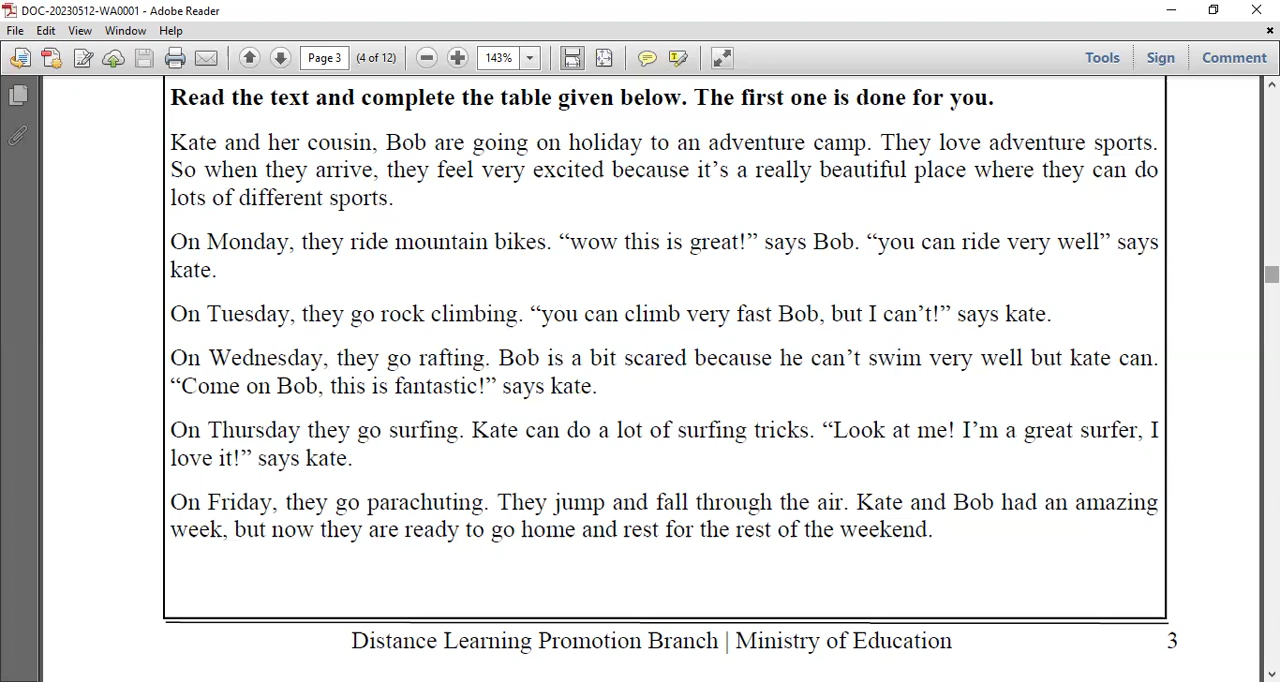 DOC-20230512-WA0001 - Adobe Reader
File Edit View Window Help
Page 3 (4 of 12) 143% Tools Sign Comment
Read the text and complete the table given below. The first one is done for you.
Kate and her cousin, Bob are going on holiday to an adventure camp. They love adventure sports.
So when they arrive, they feel very excited because it’s a really beautiful place where they can do
lots of different sports.
On Monday, they ride mountain bikes. “wow this is great!” says Bob. “you can ride very well” says
kate.
On Tuesday, they go rock climbing. “you can climb very fast Bob, but I can’t!” says kate.
On Wednesday, they go rafting. Bob is a bit scared because he can’t swim very well but kate can.
“Come on Bob, this is fantastic!” says kate.
On Thursday they go surfing. Kate can do a lot of surfing tricks. “Look at me! I’m a great surfer, I
love it!” says kate.
On Friday, they go parachuting. They jump and fall through the air. Kate and Bob had an amazing
week, but now they are ready to go home and rest for the rest of the weekend.
Distance Learning Promotion Branch | Ministry of Education 3